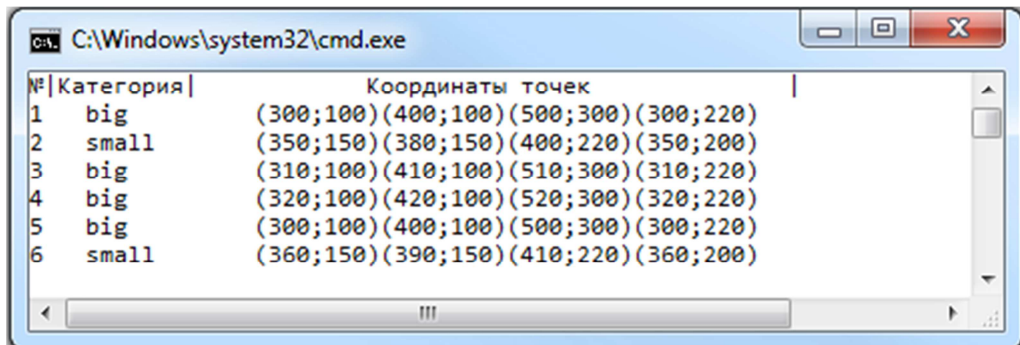 C:\Windows\system32\cmd.exe
№|Категория| Координаты точек |
1 big (300;100)(400;100)(500;300)(300;220)
2 small (350;150)(380;150)(400;220)(350;200)
3 big (310;100)(410;100)(510;300)(310;220)
4 big (320;100)(420;100)(520;300)(320;220)
5 big (300;100)(400;100)(500;300)(300;220)
6 small (360;150)(390;150)(410;220)(360;200)